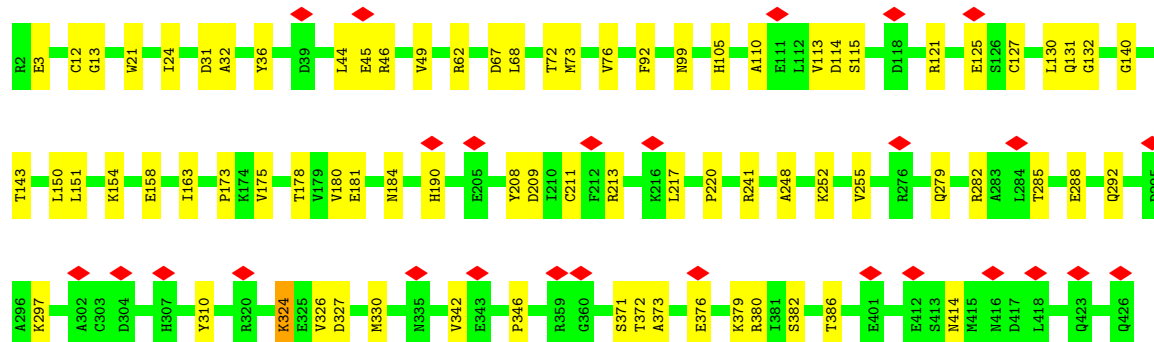 R2 E3 C12 G13 W21 I24 D31 A32 Y36 D39 L44 E45 R46 V49 R62 D67 L68 T72 M73 V76 F92 N99 H105 A110 E111 L112 V113 D114 S115 D118 R121 E125 S126 C127 L130 Q131 G132 G140
T143 L150 L151 K154 E158 I163 P173 K174 V175 T178 V179 V180 E181 N184 H190 E205 Y208 D209 I210 C211 F212 R213 K216 L217 P220 R241 A248 K252 V255 R276 Q279 R282 A283 L284 T285 E288 Q292
A296 K297 A302 C303 D304 H307 Y310 R320 K324 E325 V326 D327 M330 N335 V342 E343 P346 R359 G360 S371 T372 A373 E376 K379 R380 I381 S382 T386 E401 E412 S413 N414 M415 N416 D417 L418 Q423 Q426